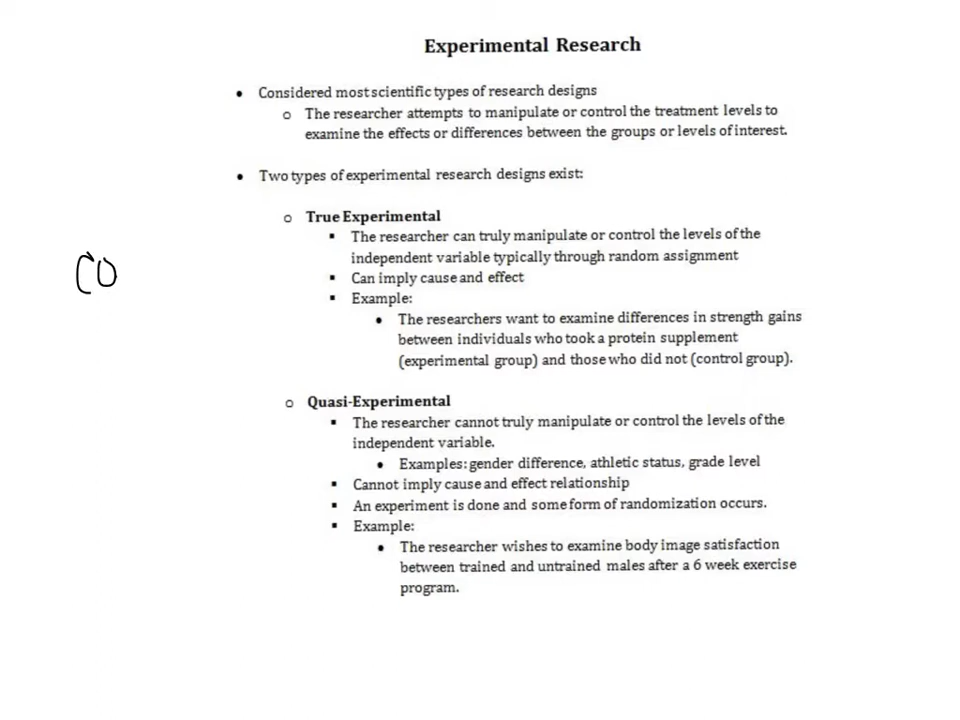 Experimental Research
• Considered most scientific types of research designs
o The researcher attempts to manipulate or control the treatment levels to
examine the effects or differences between the groups or levels of interest.
• Two types of experimental research designs exist:
o True Experimental
▪ The researcher can truly manipulate or control the levels of the
independent variable typically through random assignment
▪ Can imply cause and effect
▪ Example:
• The researchers want to examine differences in strength gains
between individuals who took a protein supplement
(experimental group) and those who did not (control group).
o Quasi-Experimental
▪ The researcher cannot truly manipulate or control the levels of the
independent variable.
• Examples: gender difference, athletic status, grade level
▪ Cannot imply cause and effect relationship
▪ An experiment is done and some form of randomization occurs.
▪ Example:
• The researcher wishes to examine body image satisfaction
between trained and untrained males after a 6 week exercise
program.